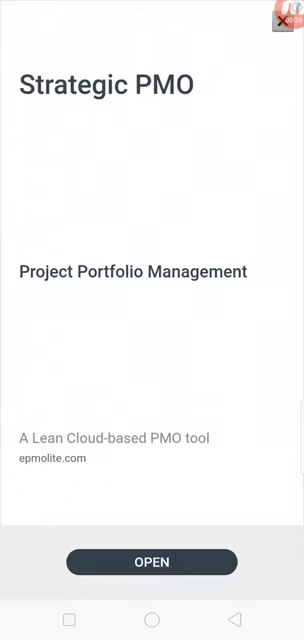 Strategic PMO
Project Portfolio Management
A Lean Cloud-based PMO tool
epmolite.com
OPEN